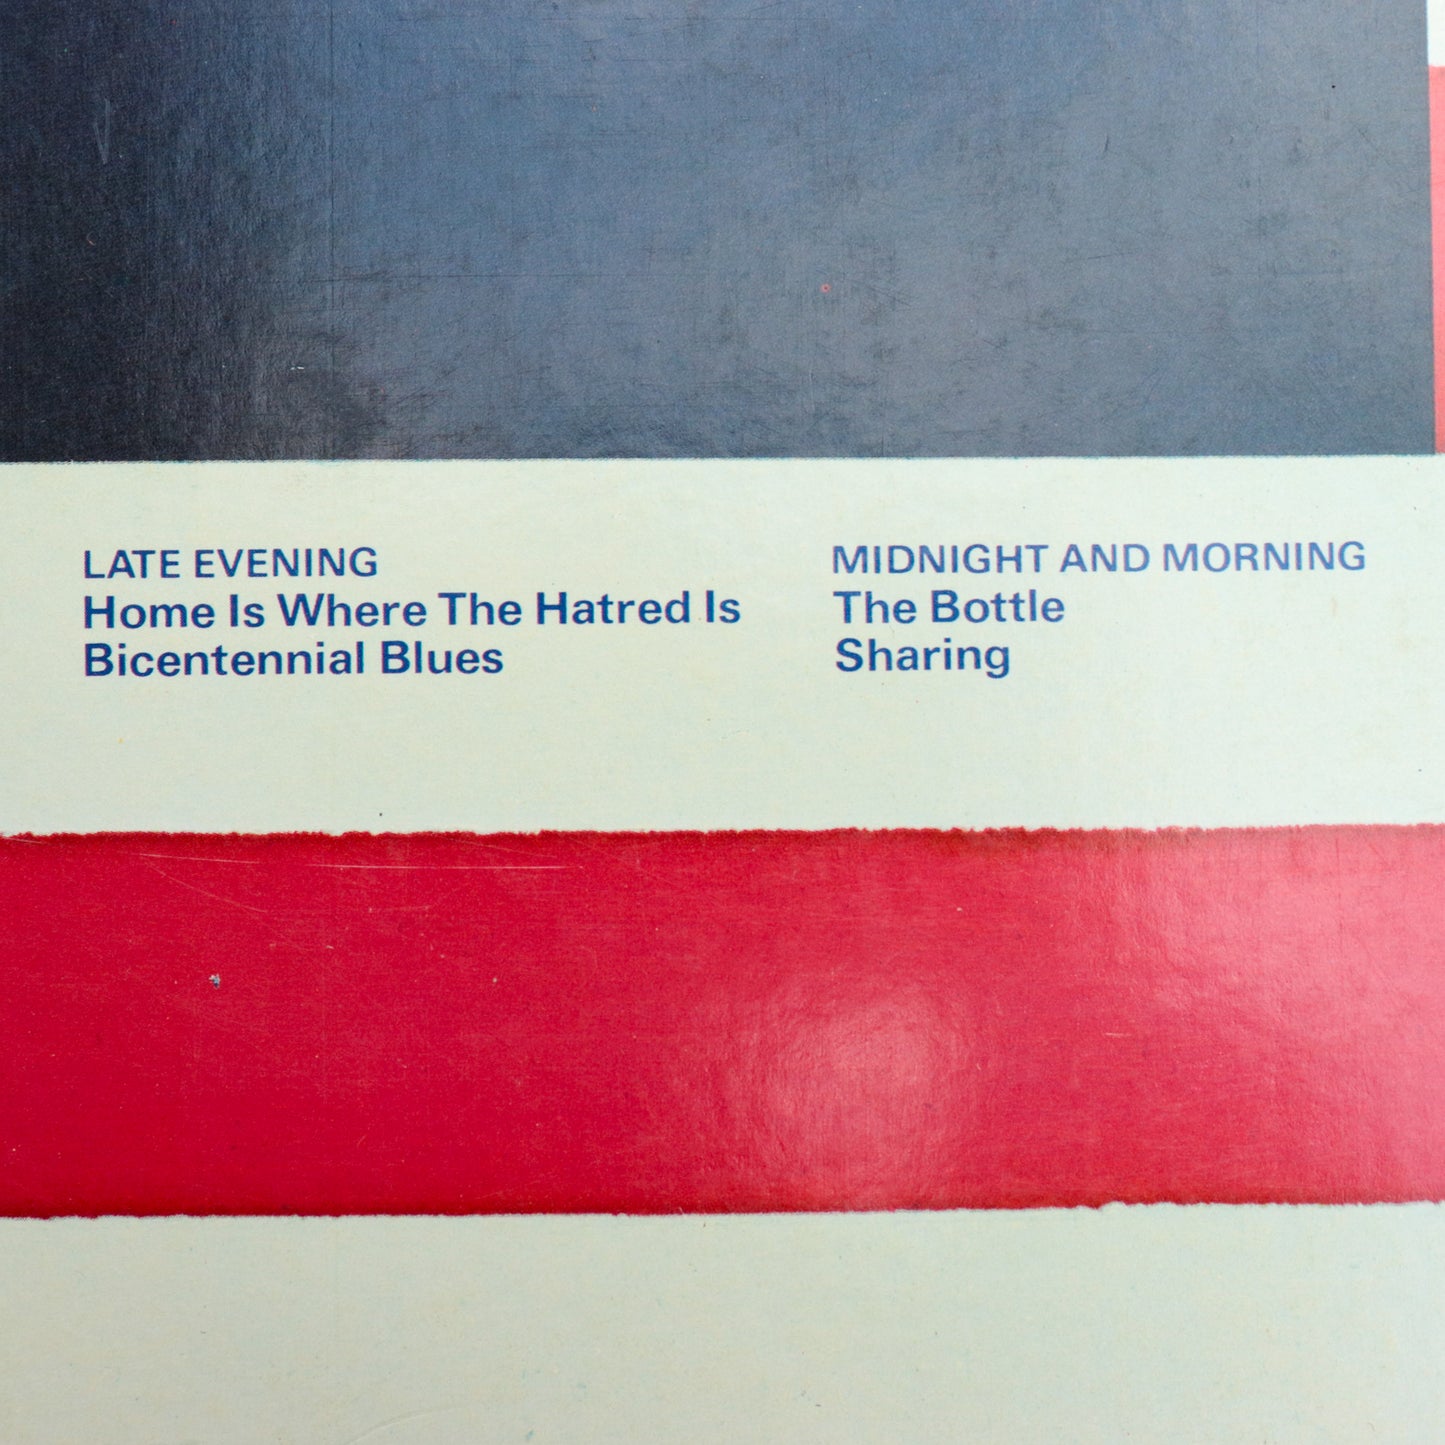 LATE EVENING
Home Is Where The Hatred Is
Bicentennial Blues
MIDNIGHT AND MORNING
The Bottle
Sharing